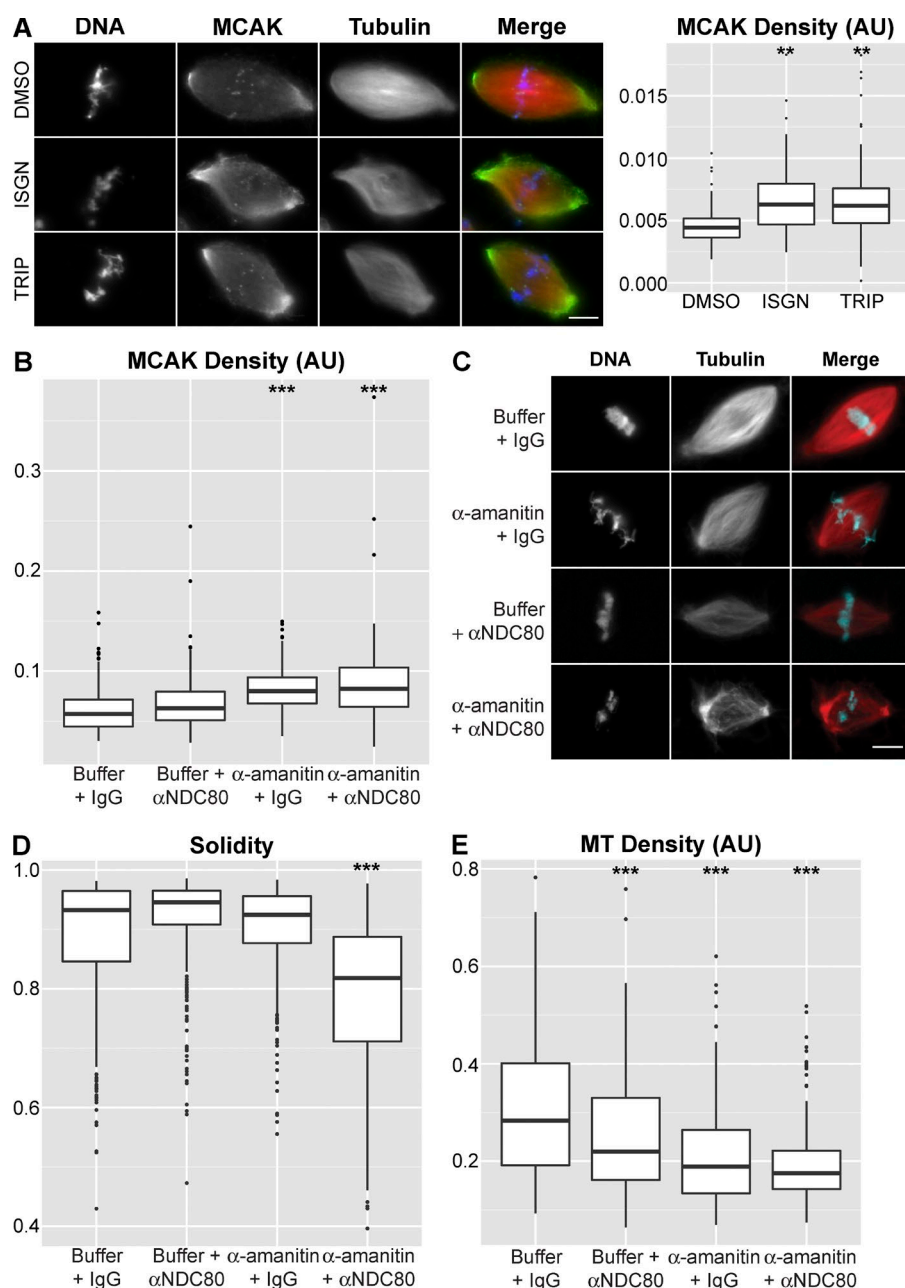 A
DNA MCAK Tubulin Merge
DMSO
ISGN
TRIP
MCAK Density (AU)
** **
0.015
0.010
0.005
0.000
DMSO ISGN TRIP
B
MCAK Density (AU)
*** ***
0.3
0.2
0.1
Buffer + IgG
Buffer + αNDC80
α-amanitin + IgG
α-amanitin + αNDC80
C
DNA Tubulin Merge
Buffer
+ IgG
α-amanitin
+ IgG
Buffer
+ αNDC80
α-amanitin
+ αNDC80
D
Solidity
***
1.0
0.8
0.6
0.4
Buffer + IgG
Buffer + αNDC80
α-amanitin + IgG
α-amanitin + αNDC80
E
MT Density (AU)
*** *** ***
0.8
0.6
0.4
0.2
Buffer + IgG
Buffer + αNDC80
α-amanitin + IgG
α-amanitin + αNDC80